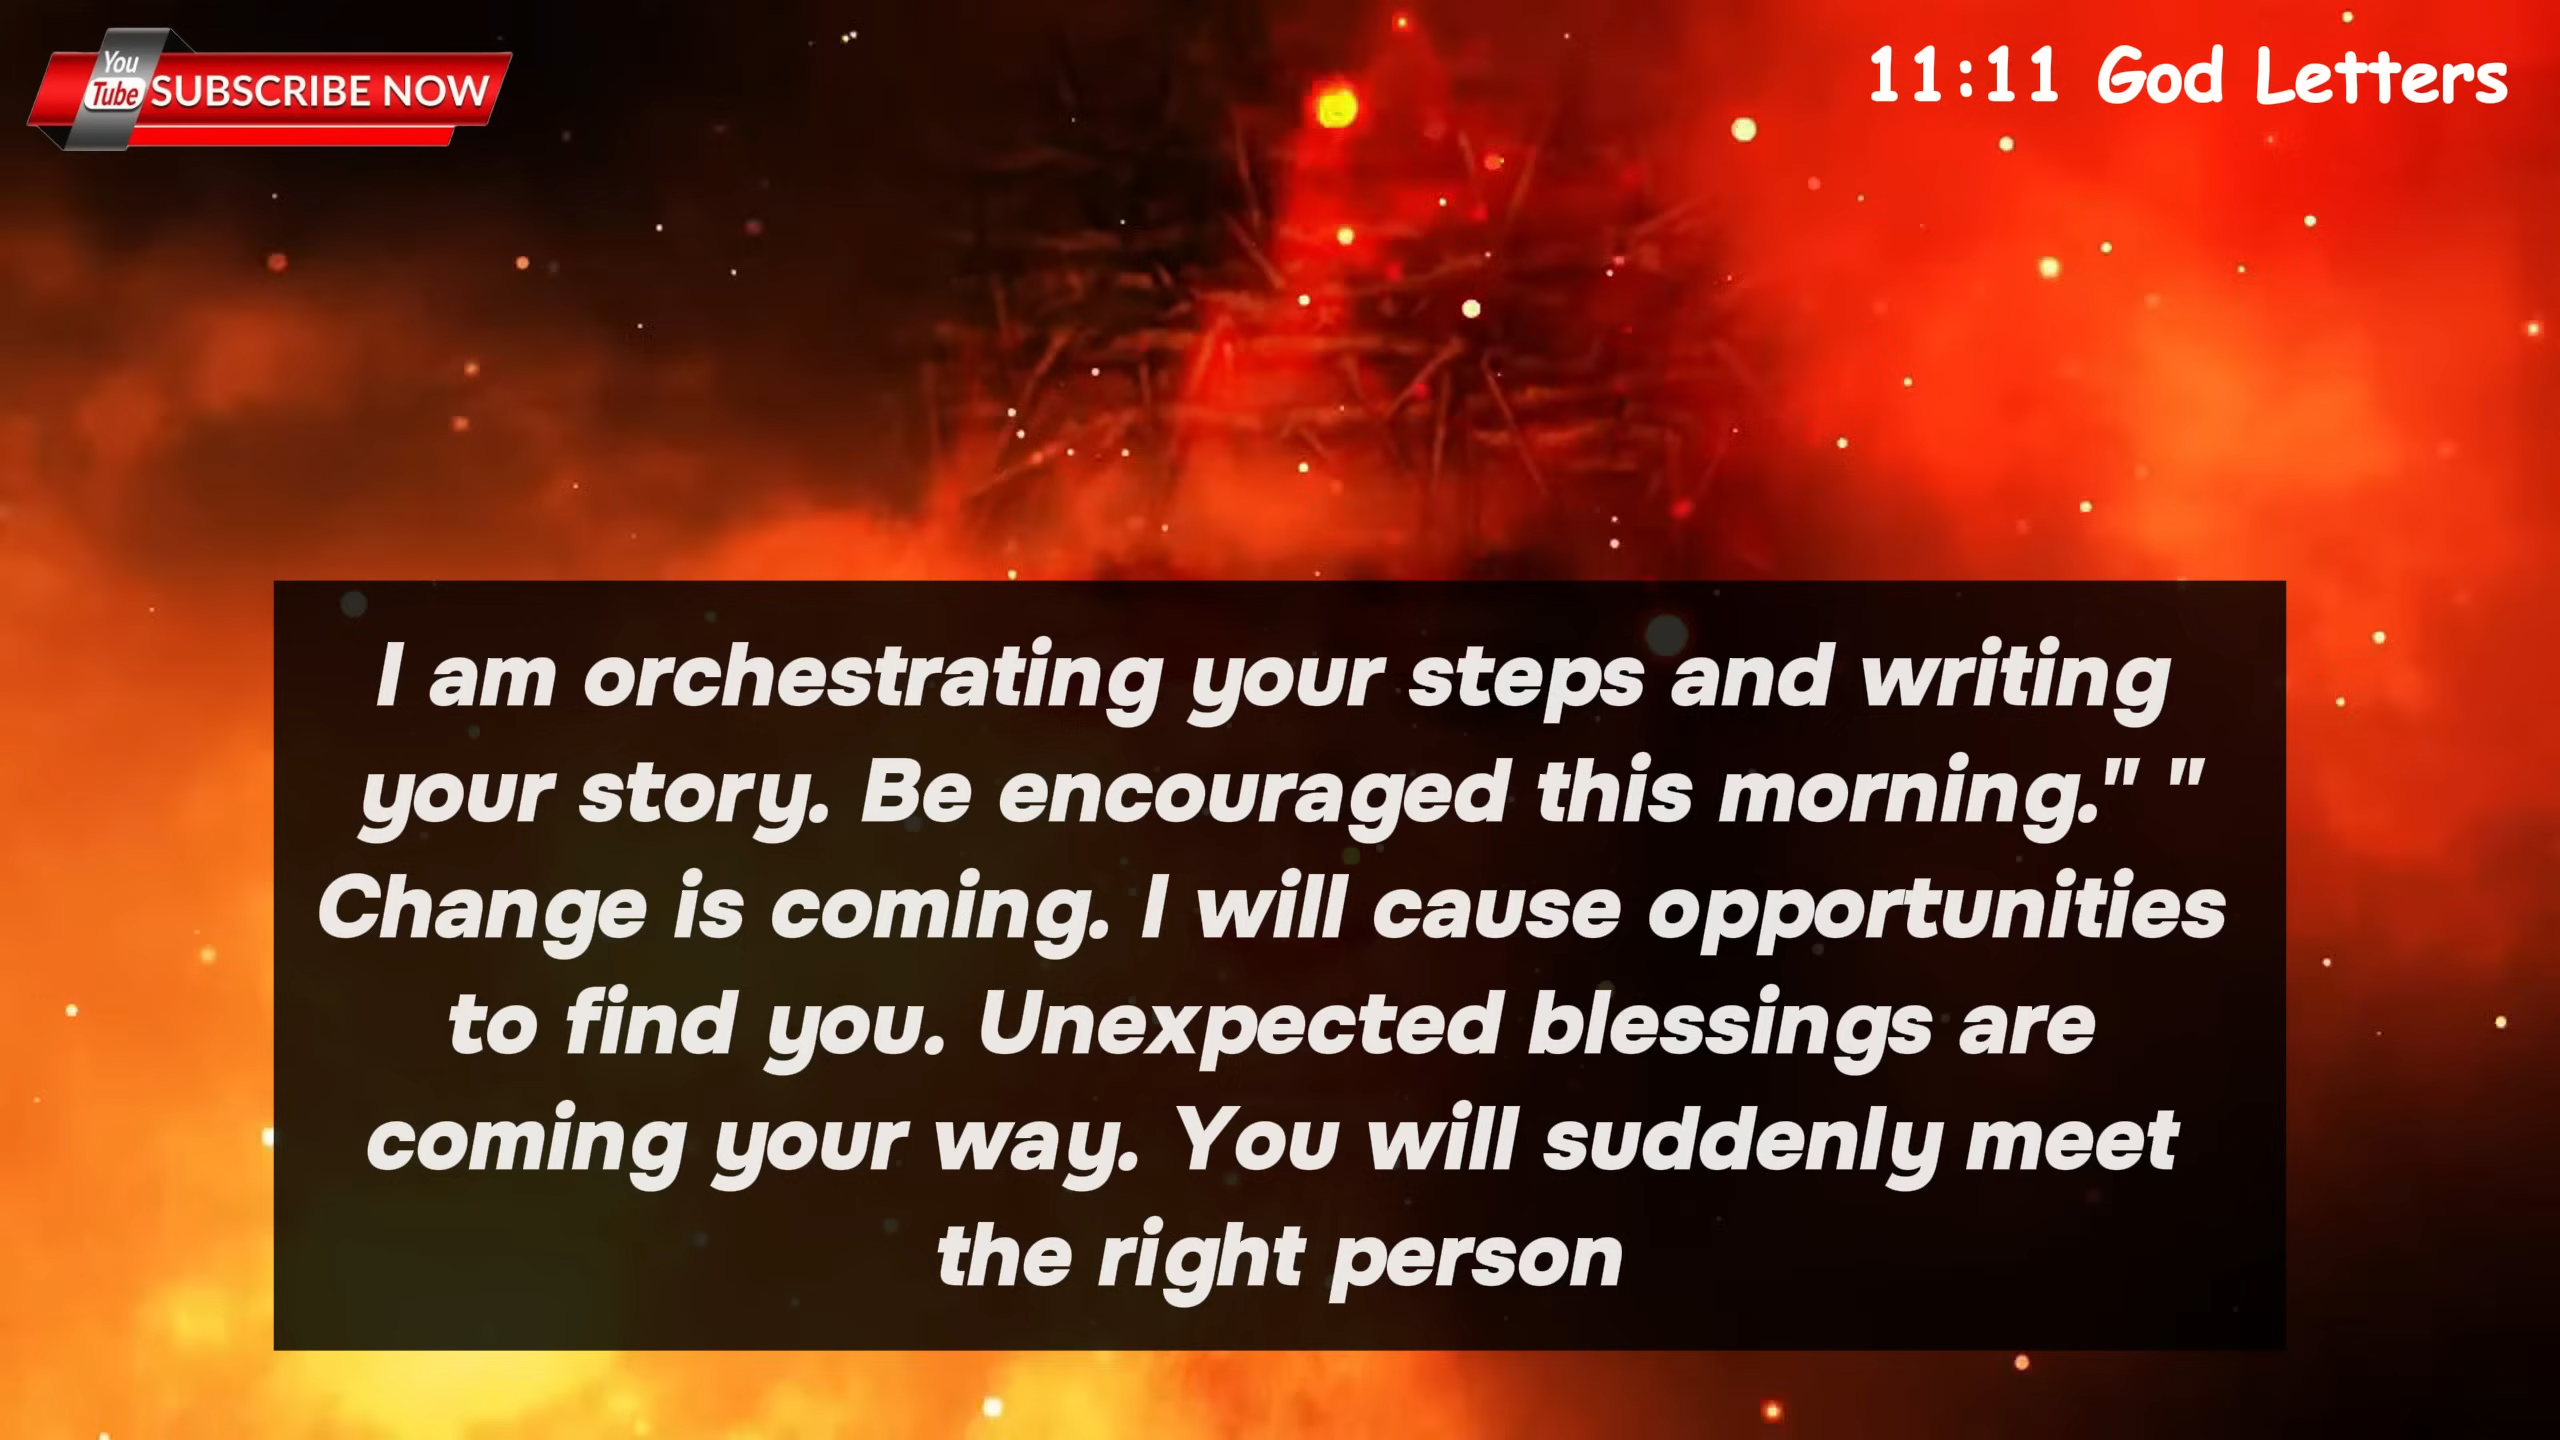 You
Tube SUBSCRIBE NOW
11:11 God Letters
I am orchestrating your steps and writing
your story. Be encouraged this morning." "
Change is coming. I will cause opportunities
to find you. Unexpected blessings are
coming your way. You will suddenly meet
the right person